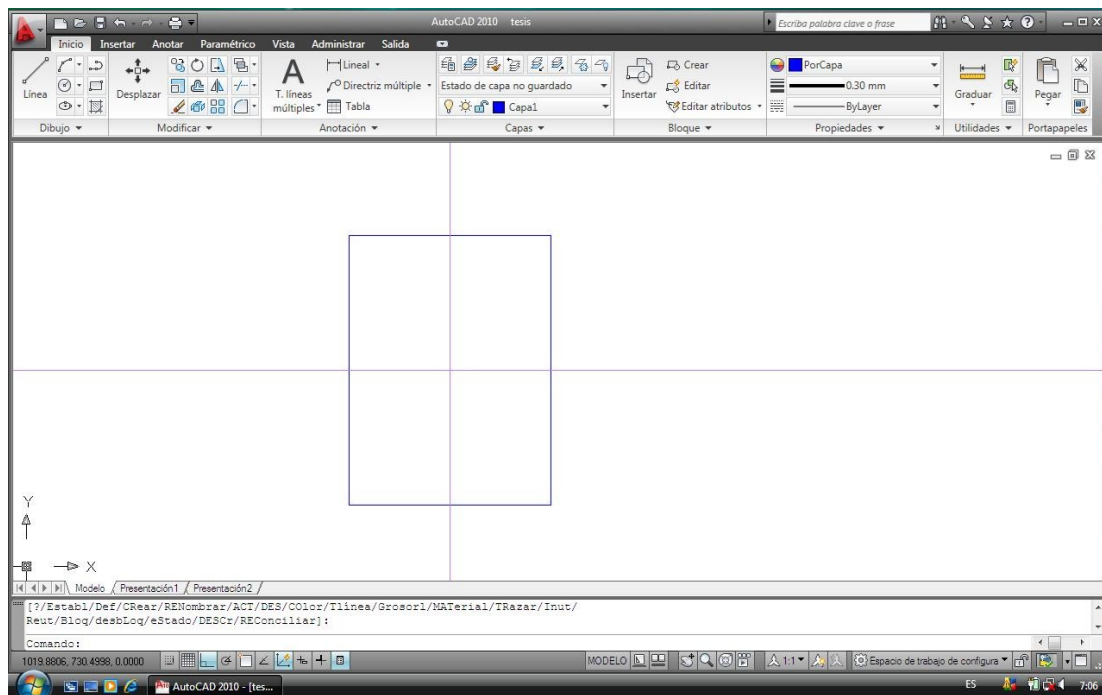 AutoCAD 2010 tesis
Escriba palabra clave o frase
Inicio Insertar Anotar Paramétrico Vista Administrar Salida
Línea
Desplazar
A
T. líneas múltiples
Lineal
Directriz múltiple
Tabla
Estado de capa no guardado
Capa1
Insertar
Crear
Editar
Editar atributos
PorCapa
0.30 mm
ByLayer
Graduar
Pegar
Dibujo Modificar Anotación Capas Bloque Propiedades Utilidades Portapapeles
Y
X
Modelo Presentación1 Presentación2
[?/Establ/Def/CRear/RENombrar/ACT/DES/COlor/Tlínea/Grosorl/MATerial/TRazar/Inut/
Reut/Bloq/desbLoq/eStado/DESCr/REConciliar]:
Comando:
1019.8806, 730.4998, 0.0000 MODELO 1:1 Espacio de trabajo de configura
AutoCAD 2010 - [tes... ES 7:06